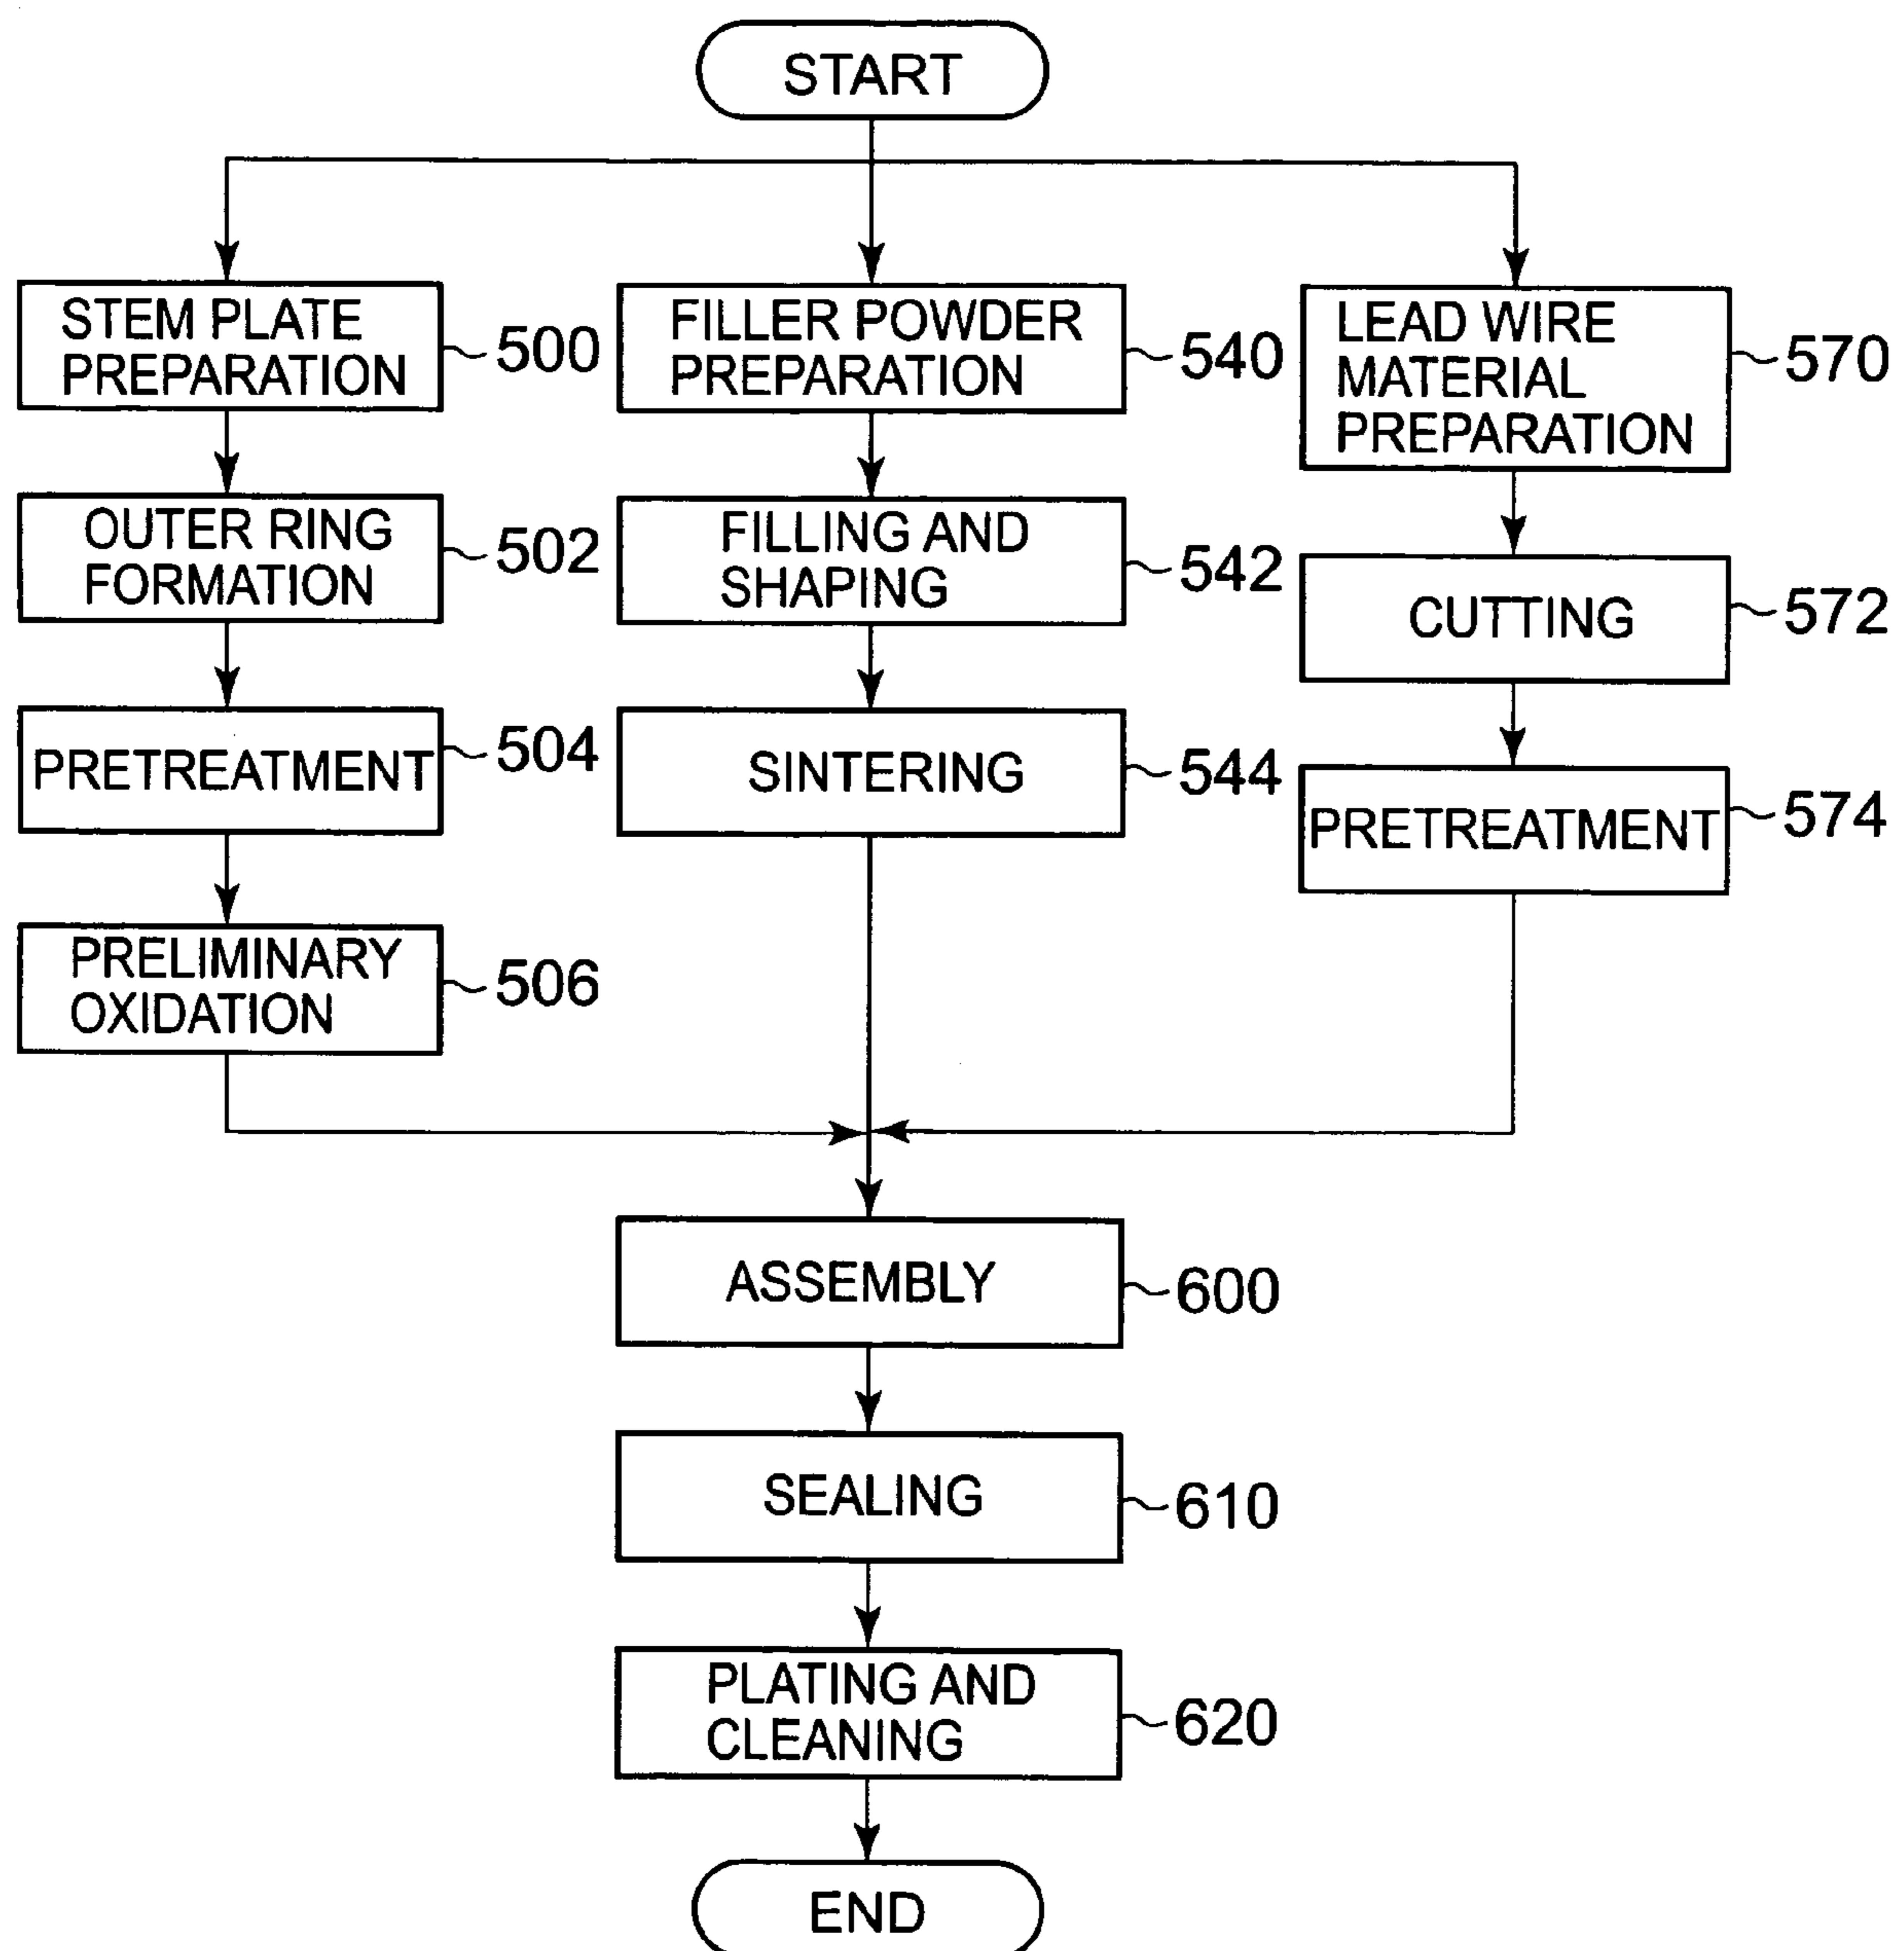 START
STEM PLATE
PREPARATION
500
OUTER RING
FORMATION
502
PRETREATMENT
504
PRELIMINARY
OXIDATION
506
FILLER POWDER
PREPARATION
540
FILLING AND
SHAPING
542
SINTERING
544
LEAD WIRE
MATERIAL
PREPARATION
570
CUTTING
572
PRETREATMENT
574
ASSEMBLY
600
SEALING
610
PLATING AND
CLEANING
620
END